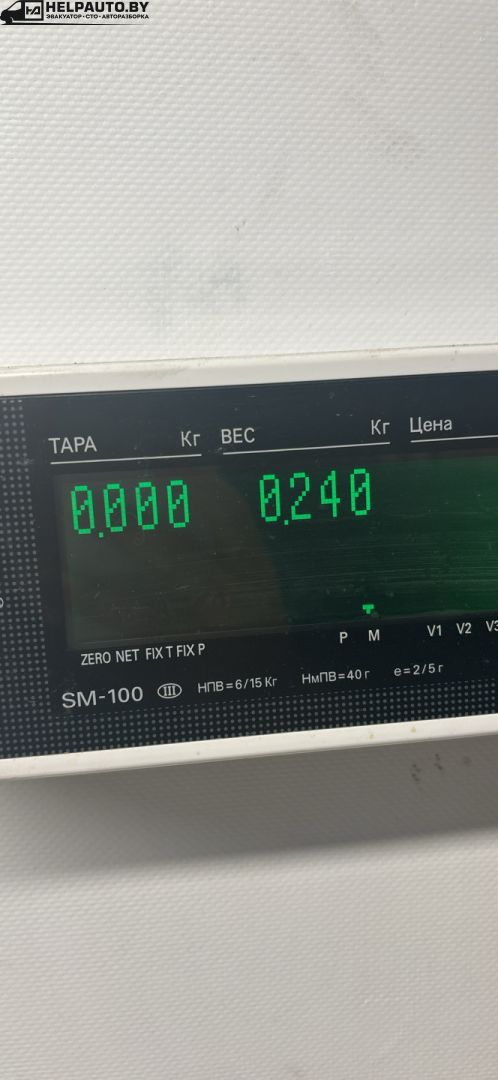 HELPAUTO.BY
ЭВАКУАТОР·СТО·АВТОРАЗБОРКА
ТАРА Кг ВЕС Кг Цена
0.000 0.240
P M V1 V2 V3
ZERO NET FIX T FIX P
SM-100 III НПВ=6/15 Кг НмПВ=40 г e=2/5 г